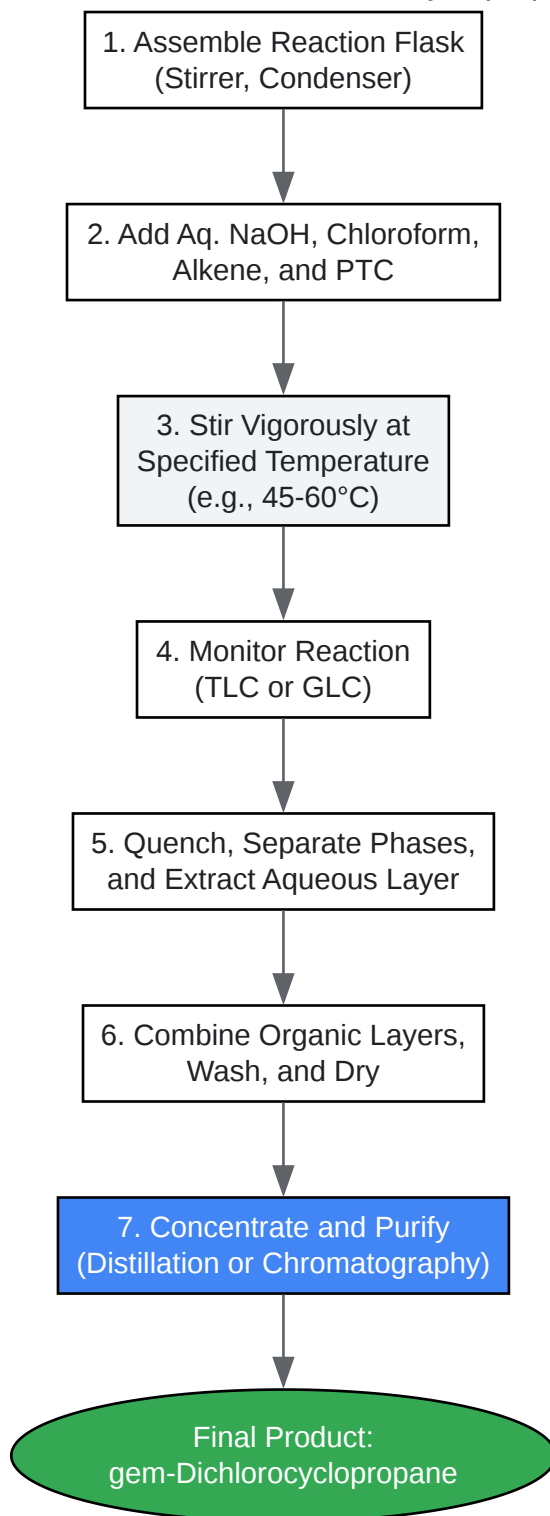 1. Assemble Reaction Flask
(Stirrer, Condenser)
2. Add Aq. NaOH, Chloroform,
Alkene, and PTC
3. Stir Vigorously at
Specified Temperature
(e.g., 45-60°C)
4. Monitor Reaction
(TLC or GLC)
5. Quench, Separate Phases,
and Extract Aqueous Layer
6. Combine Organic Layers,
Wash, and Dry
7. Concentrate and Purify
(Distillation or Chromatography)
Final Product:
gem-Dichlorocyclopropane